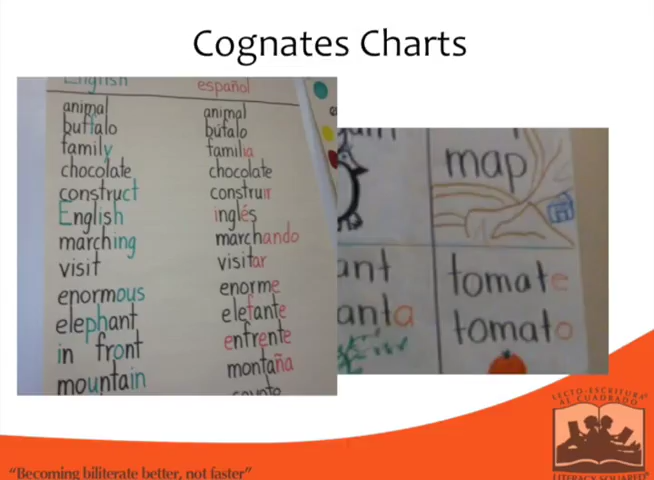 Cognates Charts
English español
animal animal
buffalo búfalo
family familia
chocolate chocolate
construct construir
English inglés
marching marchando
visit visitar
enormous enorme
elephant elefante
in front enfrente
mountain montaña
map
ant
anta
tomate
tomato
LECTO-ESCRITURA
AL CUADRADO
LITERACY SQUARED
"Becoming biliterate better, not faster"